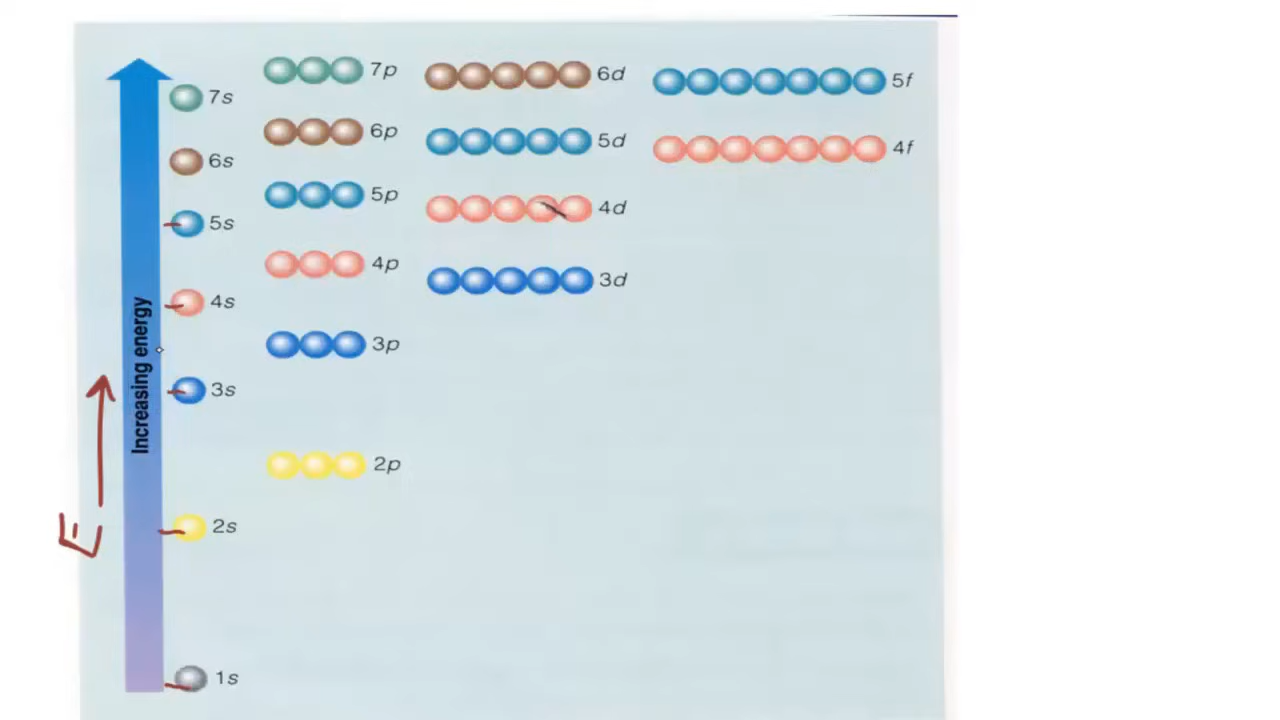 7s
7p
6d
5f
6s
6p
5d
4f
5s
5p
4d
4s
4p
3d
3s
3p
2p
2s
1s
Increasing energy
E